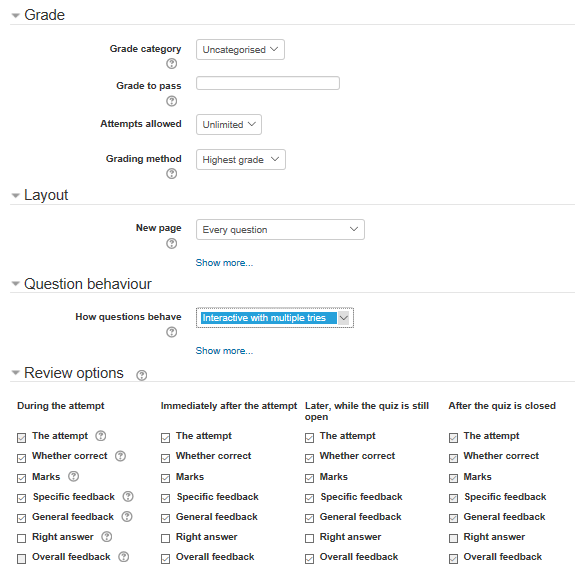 Grade
Grade category Uncategorised
Grade to pass
Attempts allowed Unlimited
Grading method Highest grade
Layout
New page Every question
Show more...
Question behaviour
How questions behave Interactive with multiple tries
Show more...
Review options
During the attempt Immediately after the attempt Later, while the quiz is still open After the quiz is closed
The attempt The attempt The attempt The attempt
Whether correct Whether correct Whether correct Whether correct
Marks Marks Marks Marks
Specific feedback Specific feedback Specific feedback Specific feedback
General feedback General feedback General feedback General feedback
Right answer Right answer Right answer Right answer
Overall feedback Overall feedback Overall feedback Overall feedback